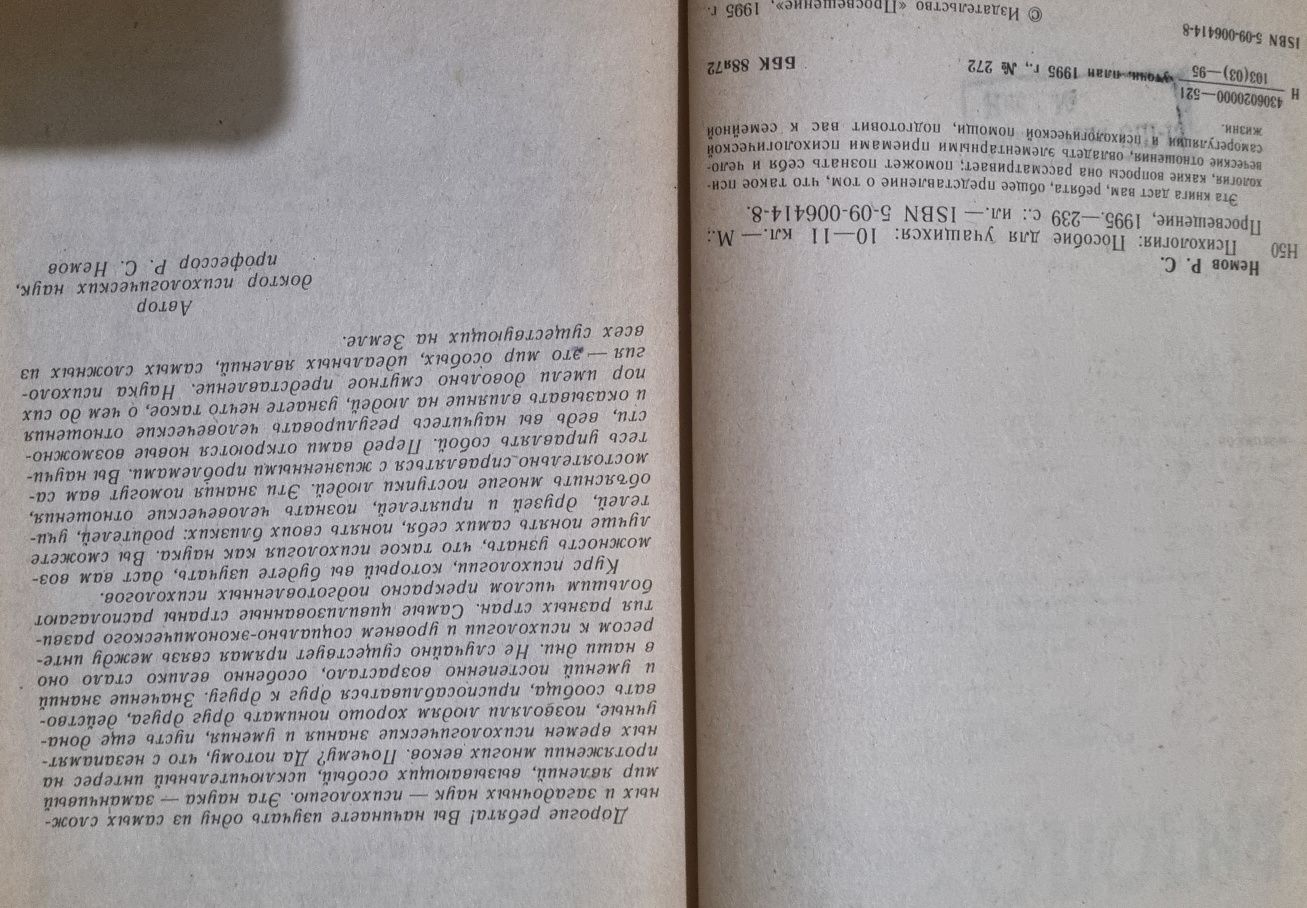 Немов Р. С.
Н50 Психология: Пособие для учащихся: 10—11 кл.— М.:
Просвещение, 1995.—239 с.: ил.— ISBN 5-09-006414-8.
Эта книга даст вам, ребята, общее представление о том, что такое пси-
хология, какие вопросы она рассматривает; поможет познать себя и чело-
веческие отношения, овладеть элементарными приемами психологической
саморегуляции и психологической помощи, подготовит вас к семейной
жизни.
Н 4306020000—521
103(03)—95 уточн. план 1995 г., № 272
ББК 88я72
ISBN 5-09-006414-8
© Издательство «Просвещение», 1995 г.
Дорогие ребята! Вы начинаете изучать одну из самых слож-
ных и загадочных наук — психологию. Эта наука — заманчивый
мир явлений, вызывающих особый, исключительный интерес на
протяжении многих веков. Почему? Да потому, что с незапамят-
ных времен психологические знания и умения, пусть еще дона-
учные, позволяли людям хорошо понимать друг друга, действо-
вать сообща, приспосабливаться друг к другу. Значение знаний
и умений постепенно возрастало, особенно велико стало оно
в наши дни. Не случайно существует прямая связь между инте-
ресом к психологии и уровнем социально-экономического разви-
тия разных стран. Самые цивилизованные страны располагают
большим числом прекрасно подготовленных психологов.
Курс психологии, который вы будете изучать, даст вам воз-
можность узнать, что такое психология как наука. Вы сможете
лучше понять самих себя, понять своих близких: родителей, учи-
телей, друзей и приятелей, познать человеческие отношения,
объяснить многие поступки людей. Эти знания помогут вам са-
мостоятельно справляться с жизненными проблемами. Вы научи-
тесь управлять собой. Перед вами откроются новые возможно-
сти, ведь вы научитесь регулировать человеческие отношения
и оказывать влияние на людей, узнаете нечто такое, о чем до сих
пор имели довольно смутное представление. Наука психоло-
гия — это мир особых, идеальных явлений, самых сложных из
всех существующих на Земле.
Автор
доктор психологических наук,
профессор Р. С. Немов